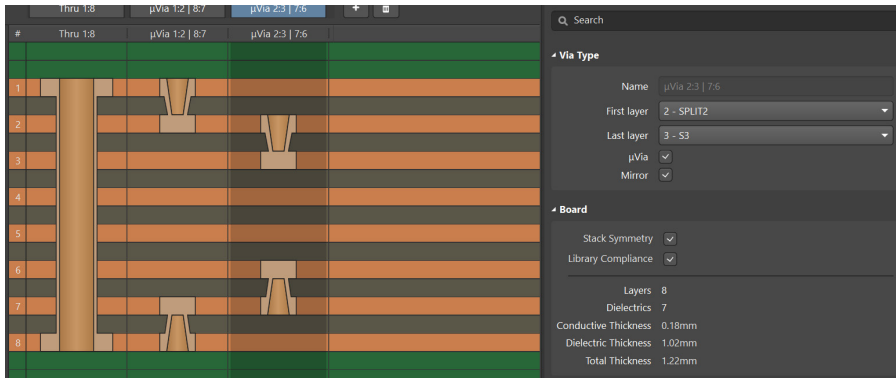 Thru 1:8 µVia 1:2 | 8:7 µVia 2:3 | 7:6 +
# Thru 1:8 µVia 1:2 | 8:7 µVia 2:3 | 7:6
1
2
3
4
5
6
7
8
Search
Via Type
Name µVia 2:3 | 7:6
First layer 2 - SPLIT2
Last layer 3 - S3
µVia
Mirror
Board
Stack Symmetry
Library Compliance
Layers 8
Dielectrics 7
Conductive Thickness 0.18mm
Dielectric Thickness 1.02mm
Total Thickness 1.22mm